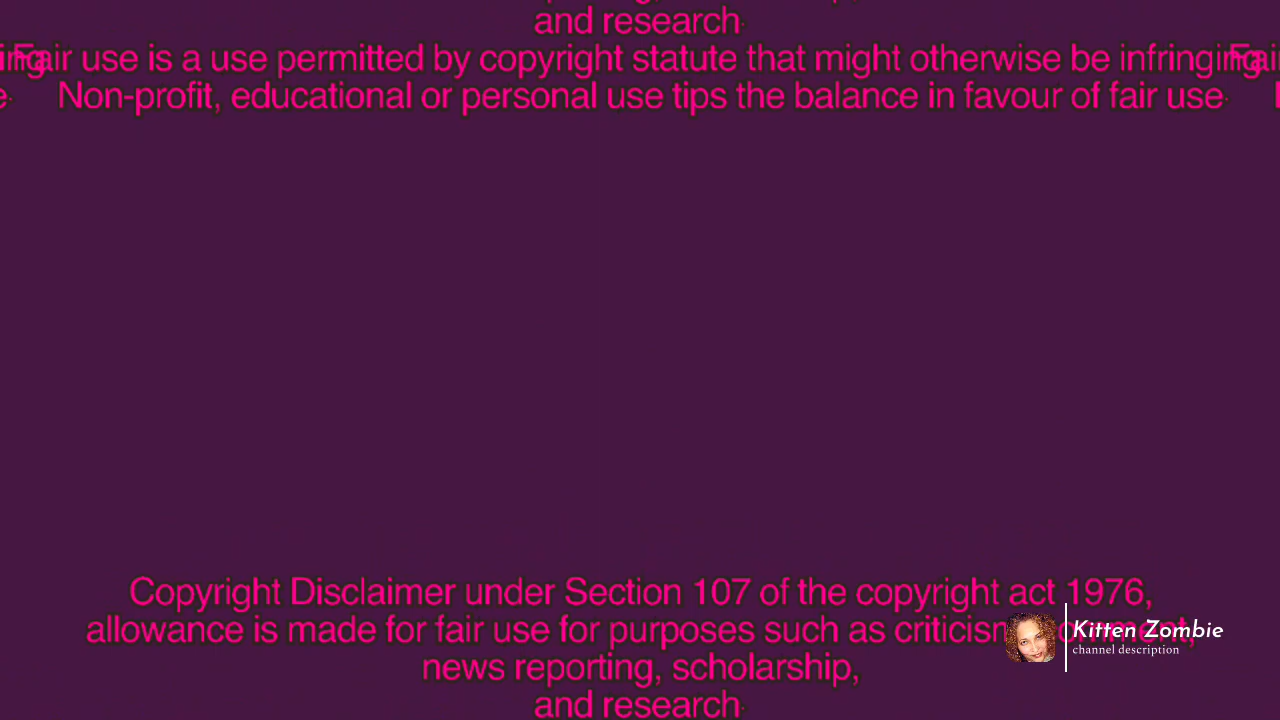 and research
Fair use is a use permitted by copyright statute that might otherwise be infringing
Non-profit, educational or personal use tips the balance in favour of fair use
Copyright Disclaimer under Section 107 of the copyright act 1976,
allowance is made for fair use for purposes such as criticism, comment,
Kitten Zombie
channel description
news reporting, scholarship,
and research